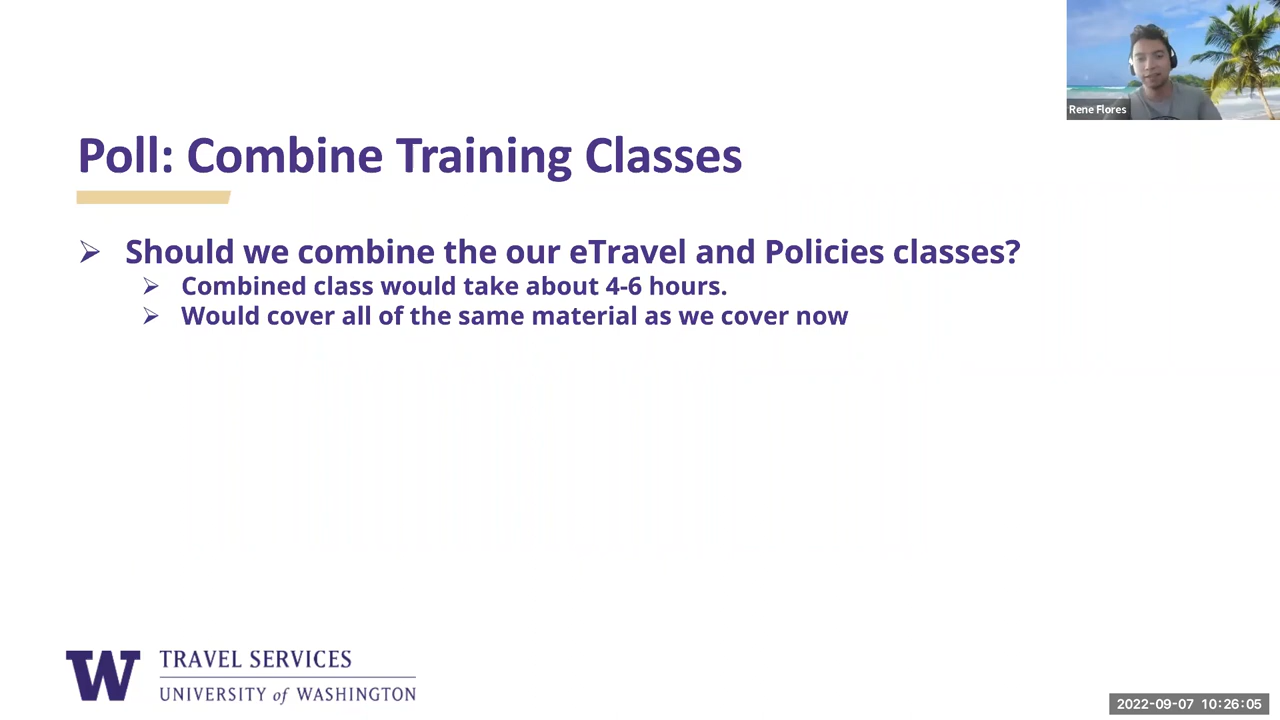 Rene Flores
Poll: Combine Training Classes
Should we combine the our eTravel and Policies classes?
Combined class would take about 4-6 hours.
Would cover all of the same material as we cover now
W
TRAVEL SERVICES
UNIVERSITY of WASHINGTON
2022-09-07 10:26:05